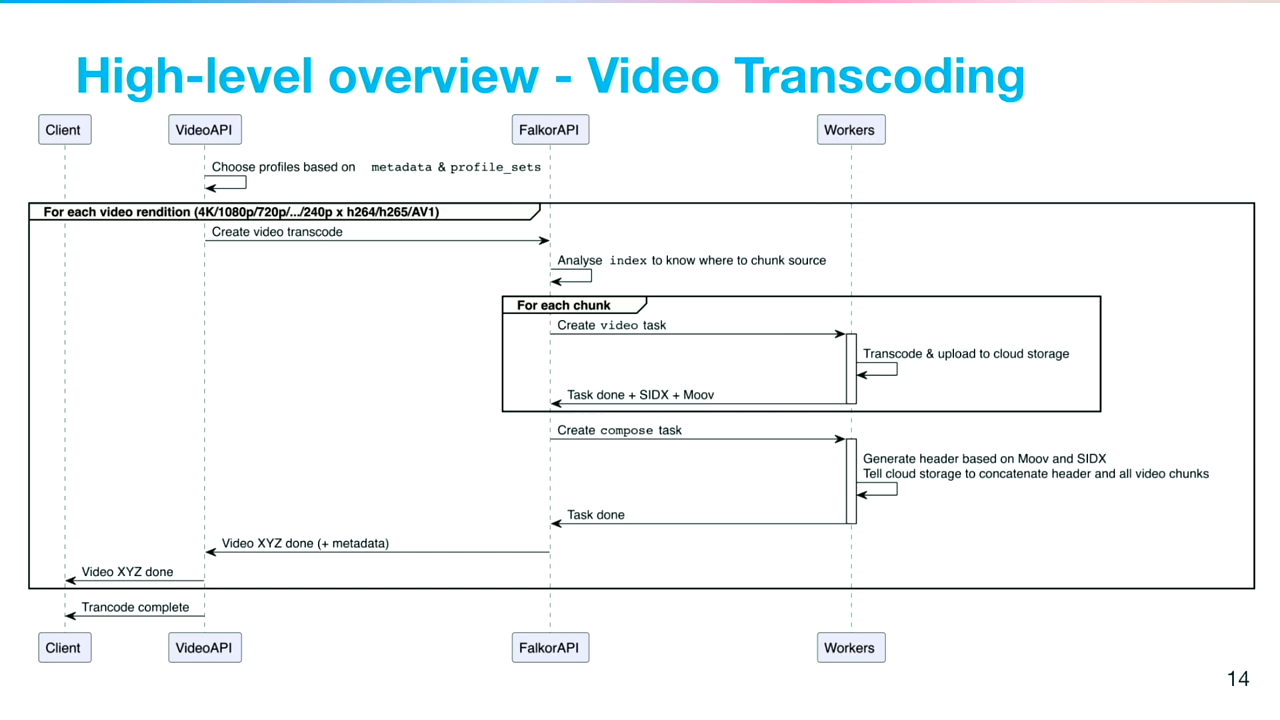 High-level overview - Video Transcoding
Client
VideoAPI
FalkorAPI
Workers
Choose profiles based on metadata & profile_sets
For each video rendition (4K/1080p/720p/.../240p x h264/h265/AV1)
Create video transcode
Analyse index to know where to chunk source
For each chunk
Create video task
Transcode & upload to cloud storage
Task done + SIDX + Moov
Create compose task
Generate header based on Moov and SIDX
Tell cloud storage to concatenate header and all video chunks
Task done
Video XYZ done (+ metadata)
Video XYZ done
Trancode complete
Client
VideoAPI
FalkorAPI
Workers
14